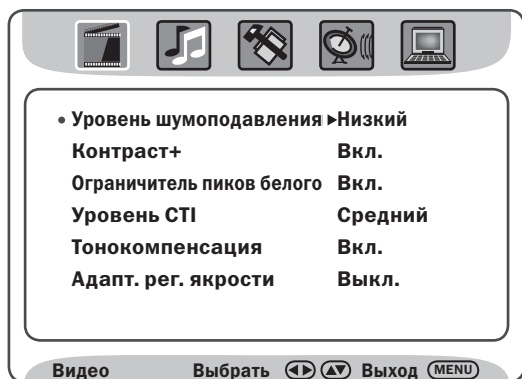 • Уровень шумоподавления ▶Низкий
Контраст+ Вкл.
Ограничитель пиков белого Вкл.
Уровень CTI Средний
Тонокомпенсация Вкл.
Адапт. рег. якрости Выкл.
Видео Выбрать ◀▶ ▲▼ Выход MENU